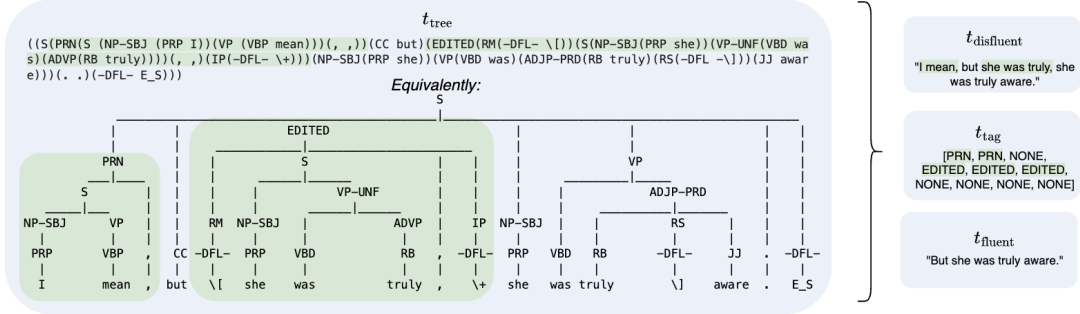 t_tree
((S(PRN(S (NP-SBJ (PRP I))(VP (VBP mean)))(, ,))(CC but)(EDITED(RM(-DFL- \[))(S(NP-SBJ(PRP she))(VP-UNF(VBD wa
s)(ADVP(RB truly))))(, ,)(IP(-DFL- \+)))(NP-SBJ(PRP she))(VP(VBD was)(ADJP-PRD(RB truly)(RS(-DFL -\]))(JJ awar
e)))(. .)(-DFL- E_S)))
Equivalently:
S
EDITED
PRN S VP
S VP-UNF ADJP-PRD
NP-SBJ VP RM NP-SBJ ADVP IP NP-SBJ RS
PRP VBP , CC -DFL- PRP VBD RB , -DFL- PRP VBD RB -DFL- JJ . -DFL-
I mean , but \[ she was truly , \+ she was truly \] aware . E_S
t_disfluent
"I mean, but she was truly, she
was truly aware."
t_tag
[PRN, PRN, NONE,
EDITED, EDITED, EDITED,
NONE, NONE, NONE, NONE]
t_fluent
"But she was truly aware."